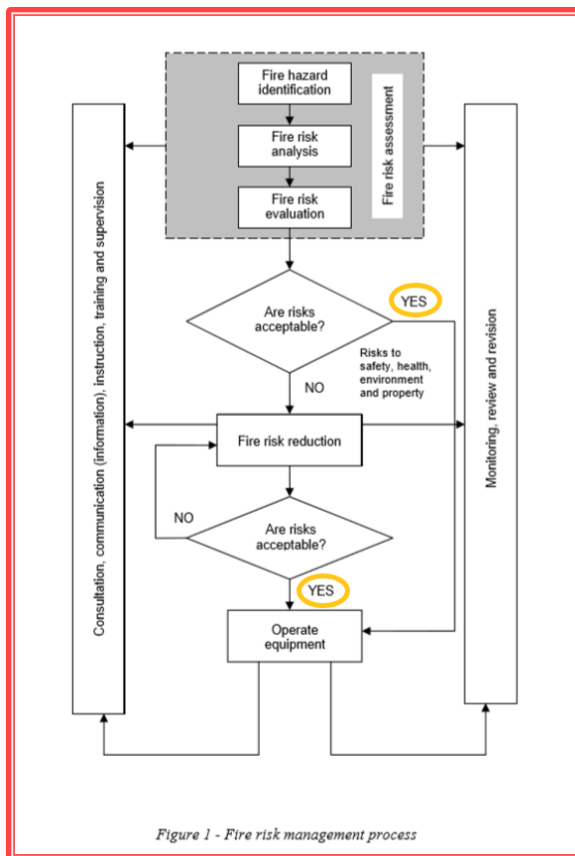 Fire hazard
identification
Fire risk
analysis
Fire risk
evaluation
Fire risk assessment
Consultation, communication (information), instruction, training and supervision
Monitoring, review and revision
Are risks
acceptable?
YES
Risks to
safety, health,
environment
and property
NO
Fire risk reduction
NO
Are risks
acceptable?
YES
Operate
equipment
Figure 1 - Fire risk management process